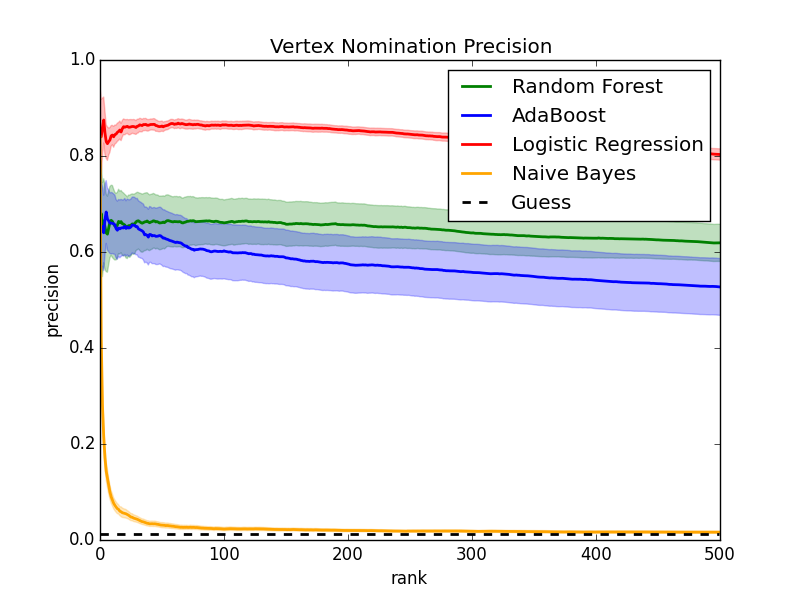 Vertex Nomination Precision
1.0
0.8
0.6
0.4
0.2
0.0
precision
Random Forest
AdaBoost
Logistic Regression
Naive Bayes
Guess
0 100 200 300 400 500
rank